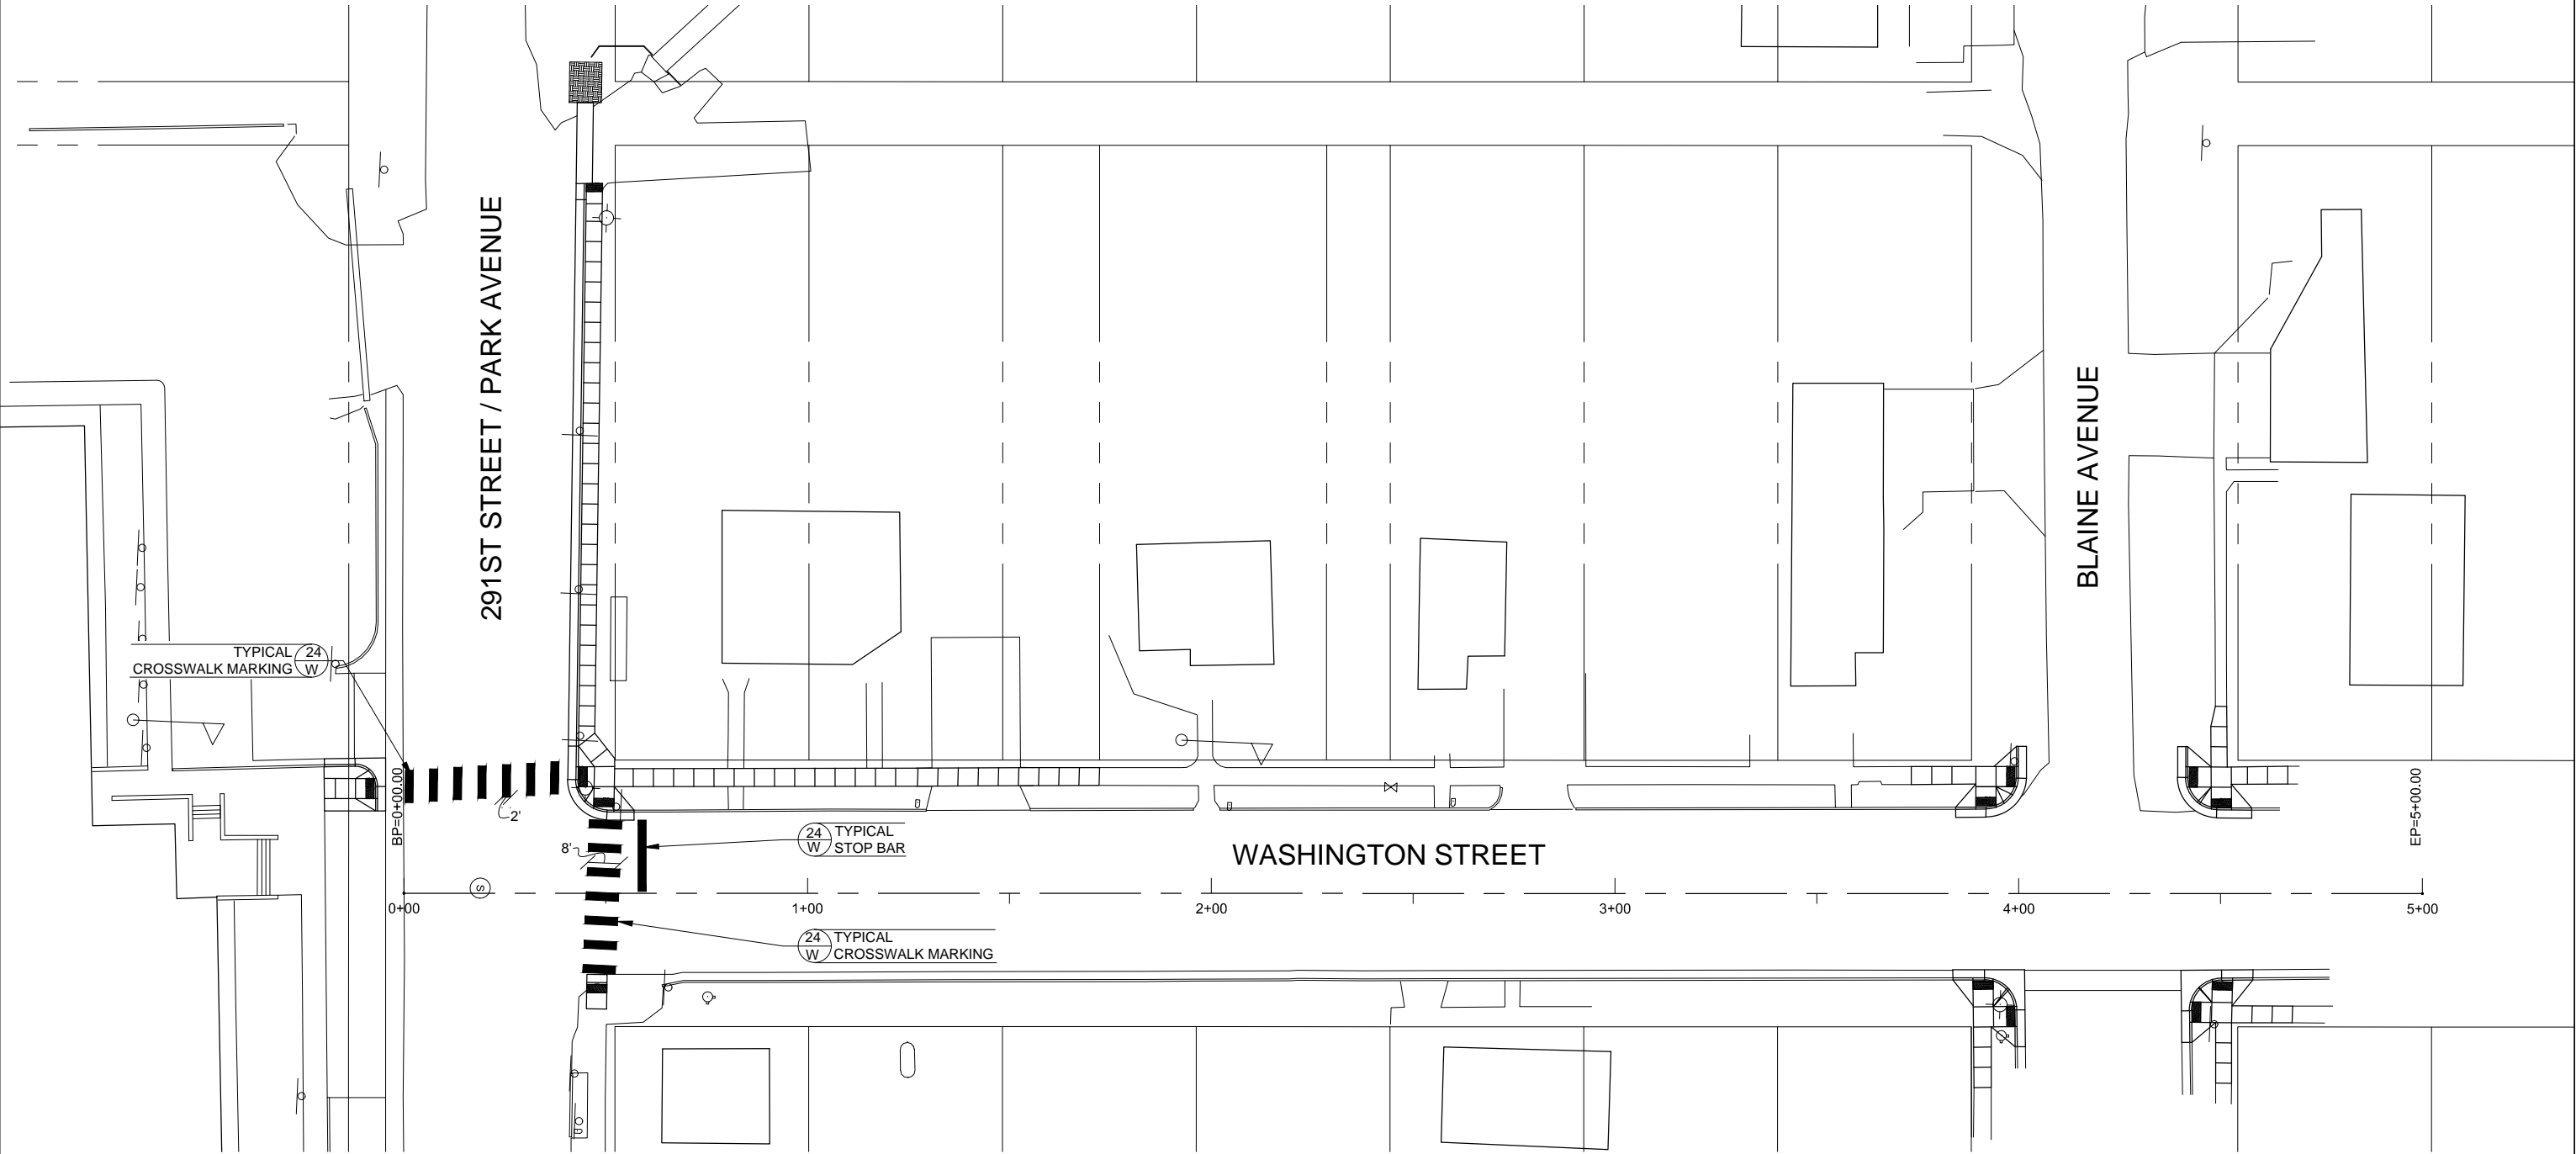 291ST STREET / PARK AVENUE
BLAINE AVENUE
TYPICAL
CROSSWALK MARKING
24
W
BP=0+00.00
2'
8'
24
W
TYPICAL
STOP BAR
WASHINGTON STREET
EP=5+00.00
S
0+00
1+00
2+00
3+00
4+00
5+00
24
W
TYPICAL
CROSSWALK MARKING